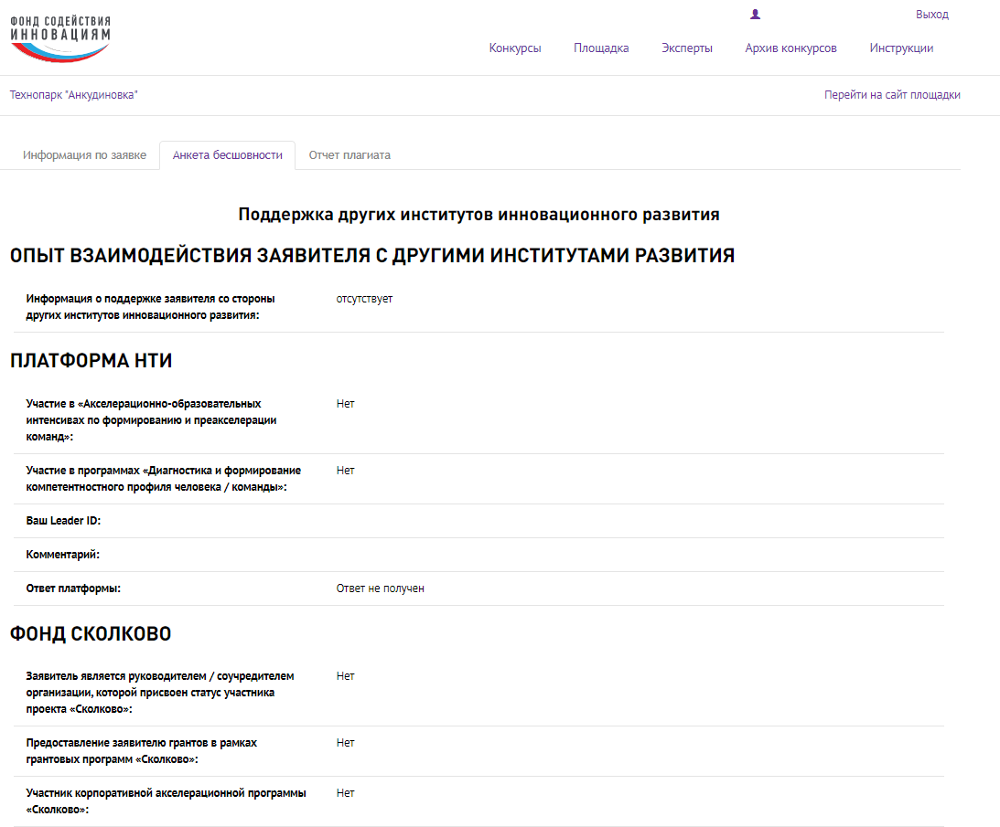 ФОНД СОДЕЙСТВИЯ
ИННОВАЦИЯМ
Выход
Конкурсы Площадка Эксперты Архив конкурсов Инструкции
Технопарк "Анкудиновка" Перейти на сайт площадки
Информация по заявке Анкета бесшовности Отчет плагиата
Поддержка других институтов инновационного развития
ОПЫТ ВЗАИМОДЕЙСТВИЯ ЗАЯВИТЕЛЯ С ДРУГИМИ ИНСТИТУТАМИ РАЗВИТИЯ
Информация о поддержке заявителя со стороны отсутствует
других институтов инновационного развития:
ПЛАТФОРМА НТИ
Участие в «Акселерационно-образовательных Нет
интенсивах по формированию и преакселерации
команд»:
Участие в программах «Диагностика и формирование Нет
компетентностного профиля человека / команды»:
Ваш Leader ID:
Комментарий:
Ответ платформы: Ответ не получен
ФОНД СКОЛКОВО
Заявитель является руководителем / соучредителем Нет
организации, которой присвоен статус участника
проекта «Сколково»:
Предоставление заявителю грантов в рамках Нет
грантовых программ «Сколково»:
Участник корпоративной акселерационной программы Нет
«Сколково»: